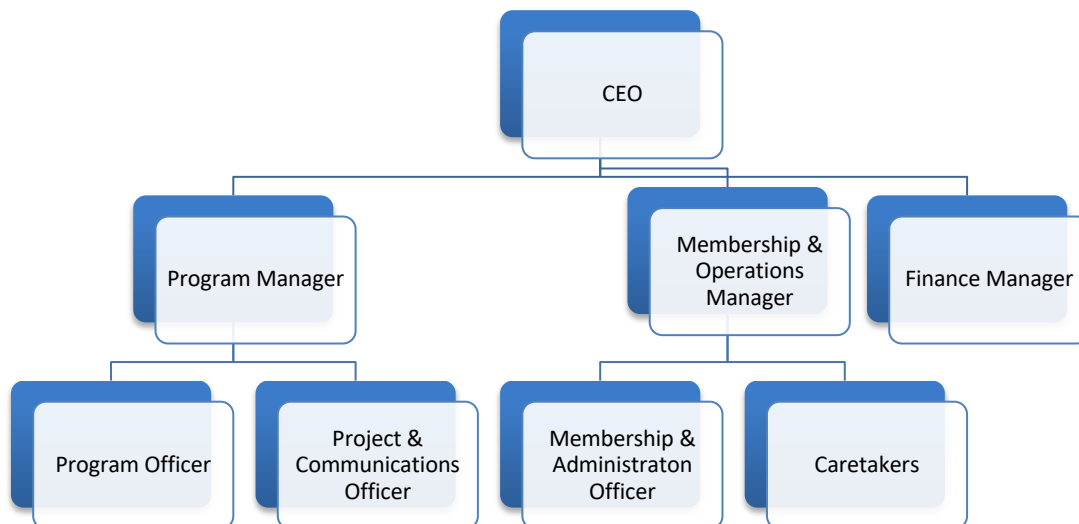 CEO
Program Manager
Membership &
Operations
Manager
Finance Manager
Program Officer
Project &
Communications
Officer
Membership &
Administraton
Officer
Caretakers